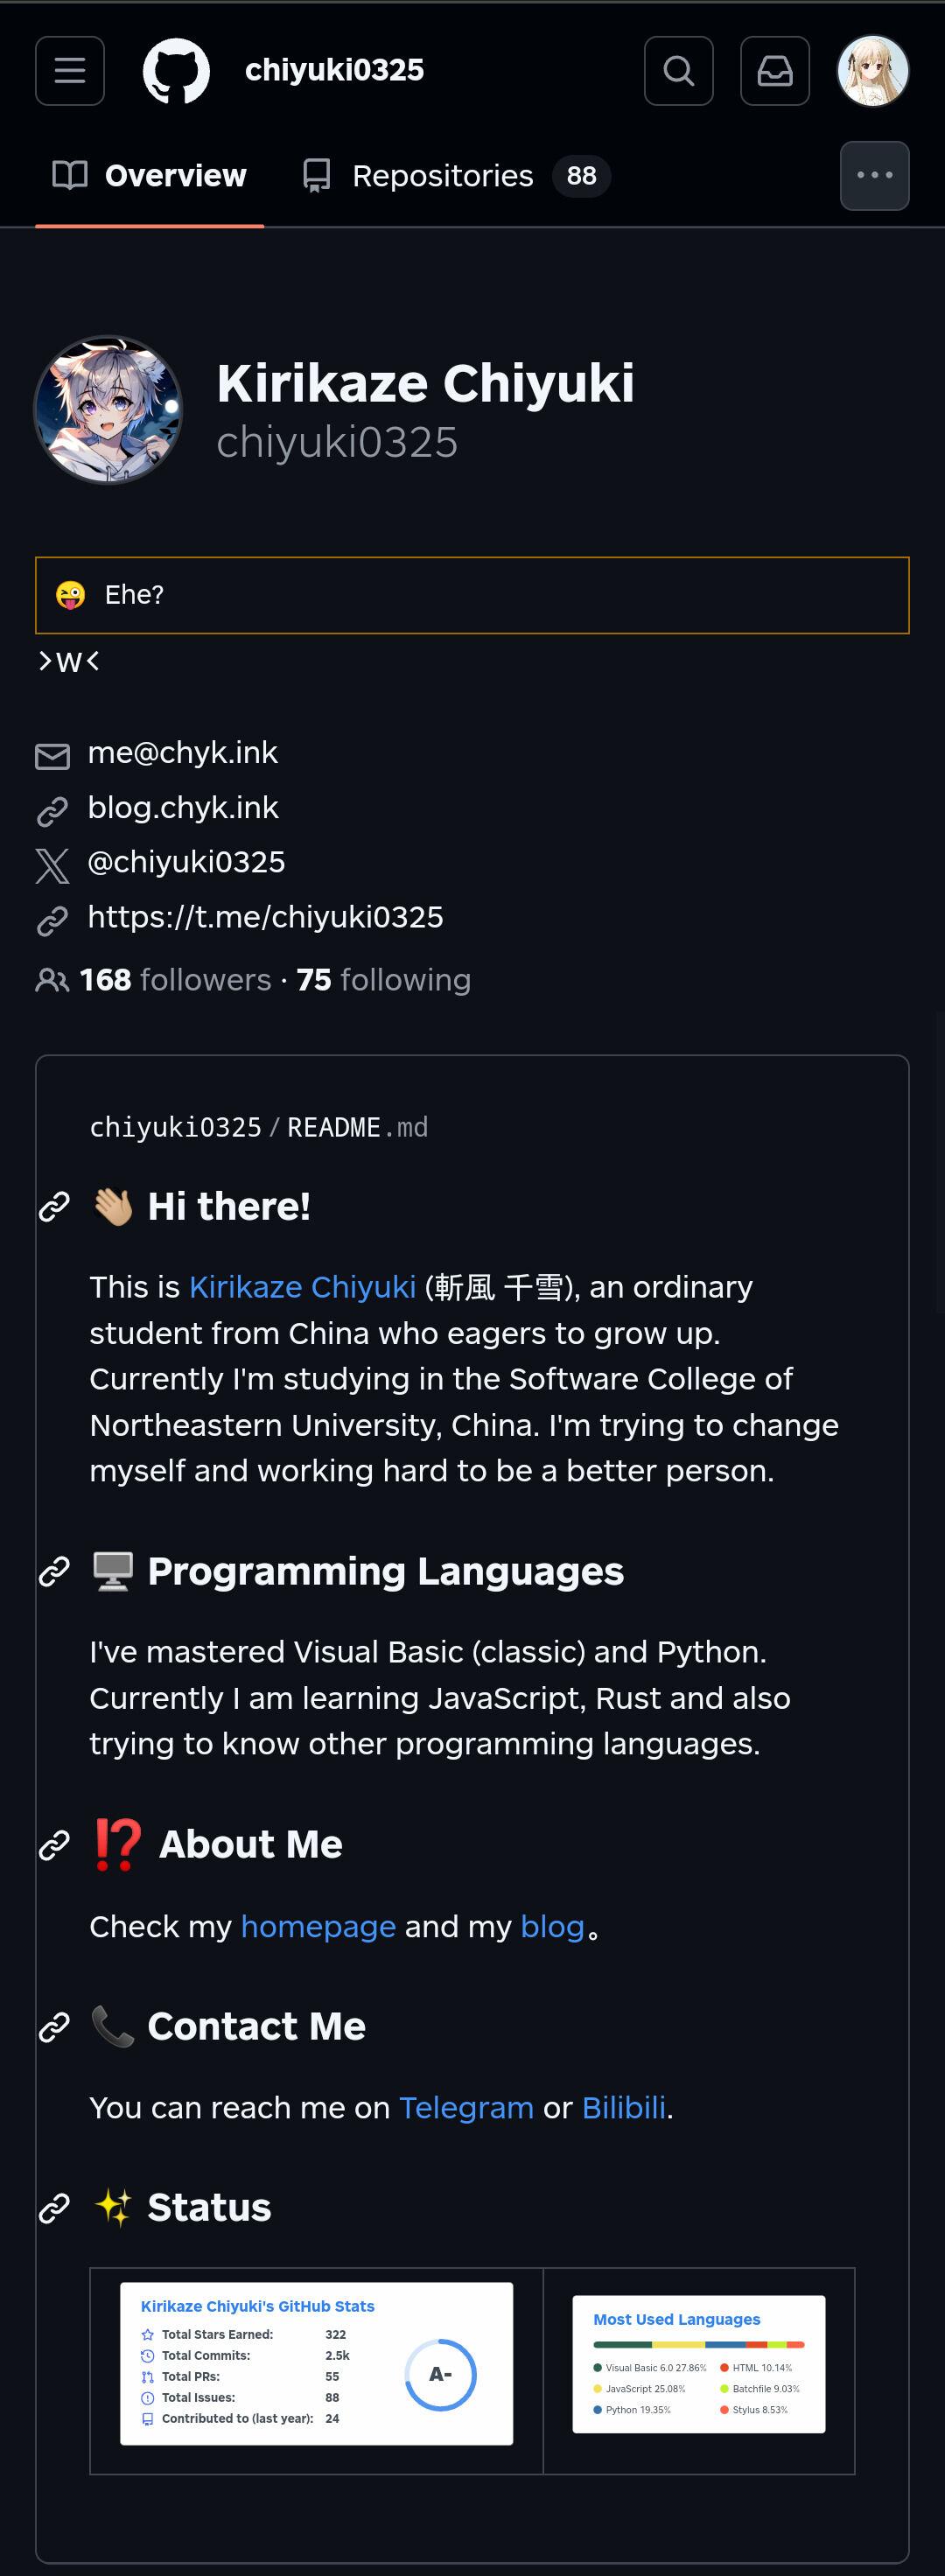 chiyuki0325
Overview
Repositories 88
Kirikaze Chiyuki
chiyuki0325
😜 Ehe?
>w<
me@chyk.ink
blog.chyk.ink
@chiyuki0325
https://t.me/chiyuki0325
168 followers · 75 following
chiyuki0325 / README.md
👋🏼 Hi there!
This is Kirikaze Chiyuki (斬風 千雪), an ordinary
student from China who eagers to grow up.
Currently I'm studying in the Software College of
Northeastern University, China. I'm trying to change
myself and working hard to be a better person.
🖥️ Programming Languages
I've mastered Visual Basic (classic) and Python.
Currently I am learning JavaScript, Rust and also
trying to know other programming languages.
⁉️ About Me
Check my homepage and my blog。
📞 Contact Me
You can reach me on Telegram or Bilibili.
✨ Status
Kirikaze Chiyuki's GitHub Stats
Total Stars Earned: 322
Total Commits: 2.5k
Total PRs: 55
Total Issues: 88
Contributed to (last year): 24
A-
Most Used Languages
Visual Basic 6.0 27.86%
JavaScript 25.08%
Python 19.35%
HTML 10.14%
Batchfile 9.03%
Stylus 8.53%